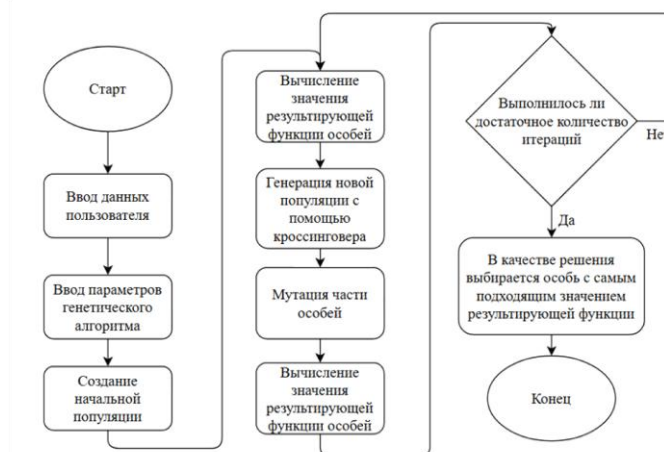 Старт
Ввод данных
пользователя
Ввод параметров
генетического
алгоритма
Создание
начальной
популяции
Вычисление
значения
результирующей
функции особей
Генерация новой
популяции с
помощью
кроссинговера
Мутация части
особей
Вычисление
значения
результирующей
функции особей
Выполнилось ли
достаточное количество
итераций
Нет
Да
В качестве решения
выбирается особь с самым
подходящим значением
результирующей функции
Конец